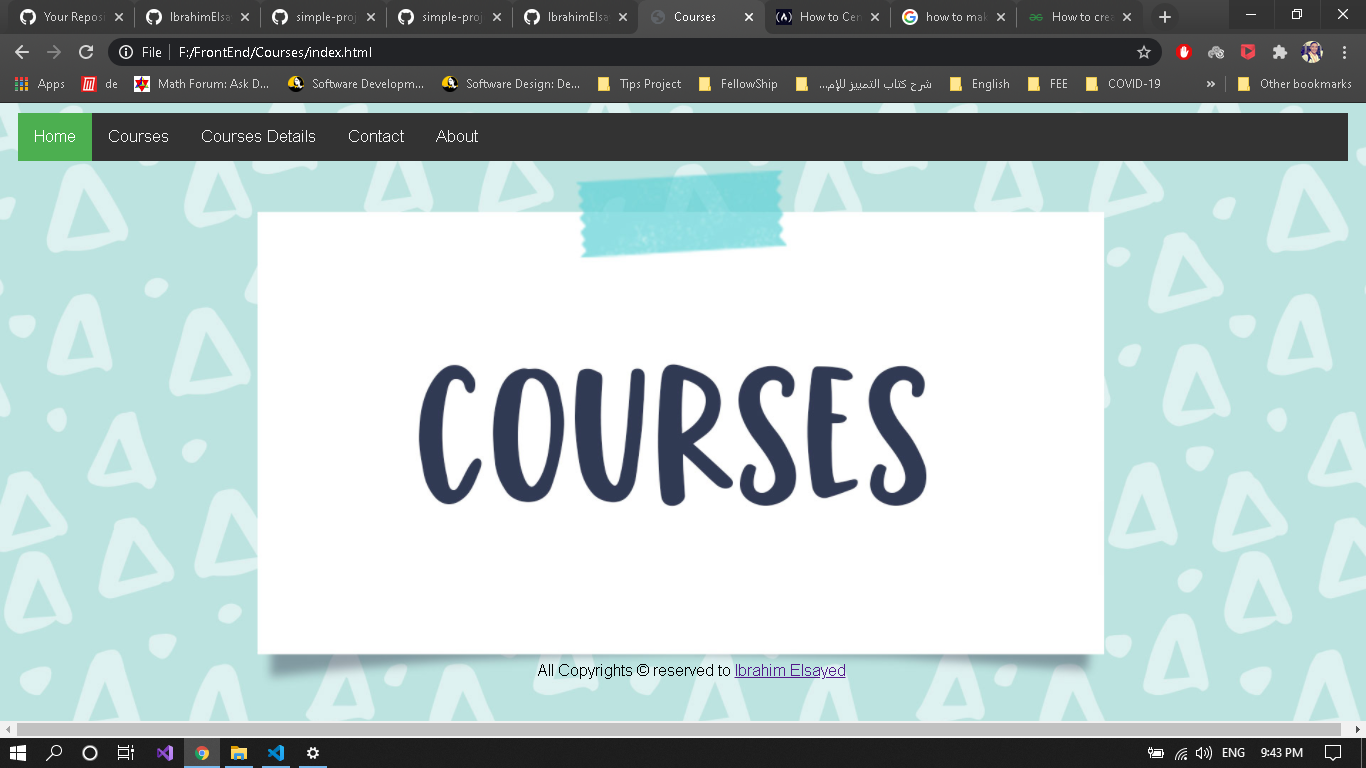 Your Reposi
IbrahimElsa
simple-proj
simple-proj
IbrahimElsa
Courses
How to Cen
how to mak
How to crea
File
F:/FrontEnd/Courses/index.html
Apps
de
Math Forum: Ask D...
Software Developm...
Software Design: De...
Tips Project
FellowShip
شرح كتاب التمييز للإم...
English
FEE
COVID-19
»
Other bookmarks
Home
Courses
Courses Details
Contact
About
COURSES
All Copyrights © reserved to Ibrahim Elsayed
ENG
9:43 PM